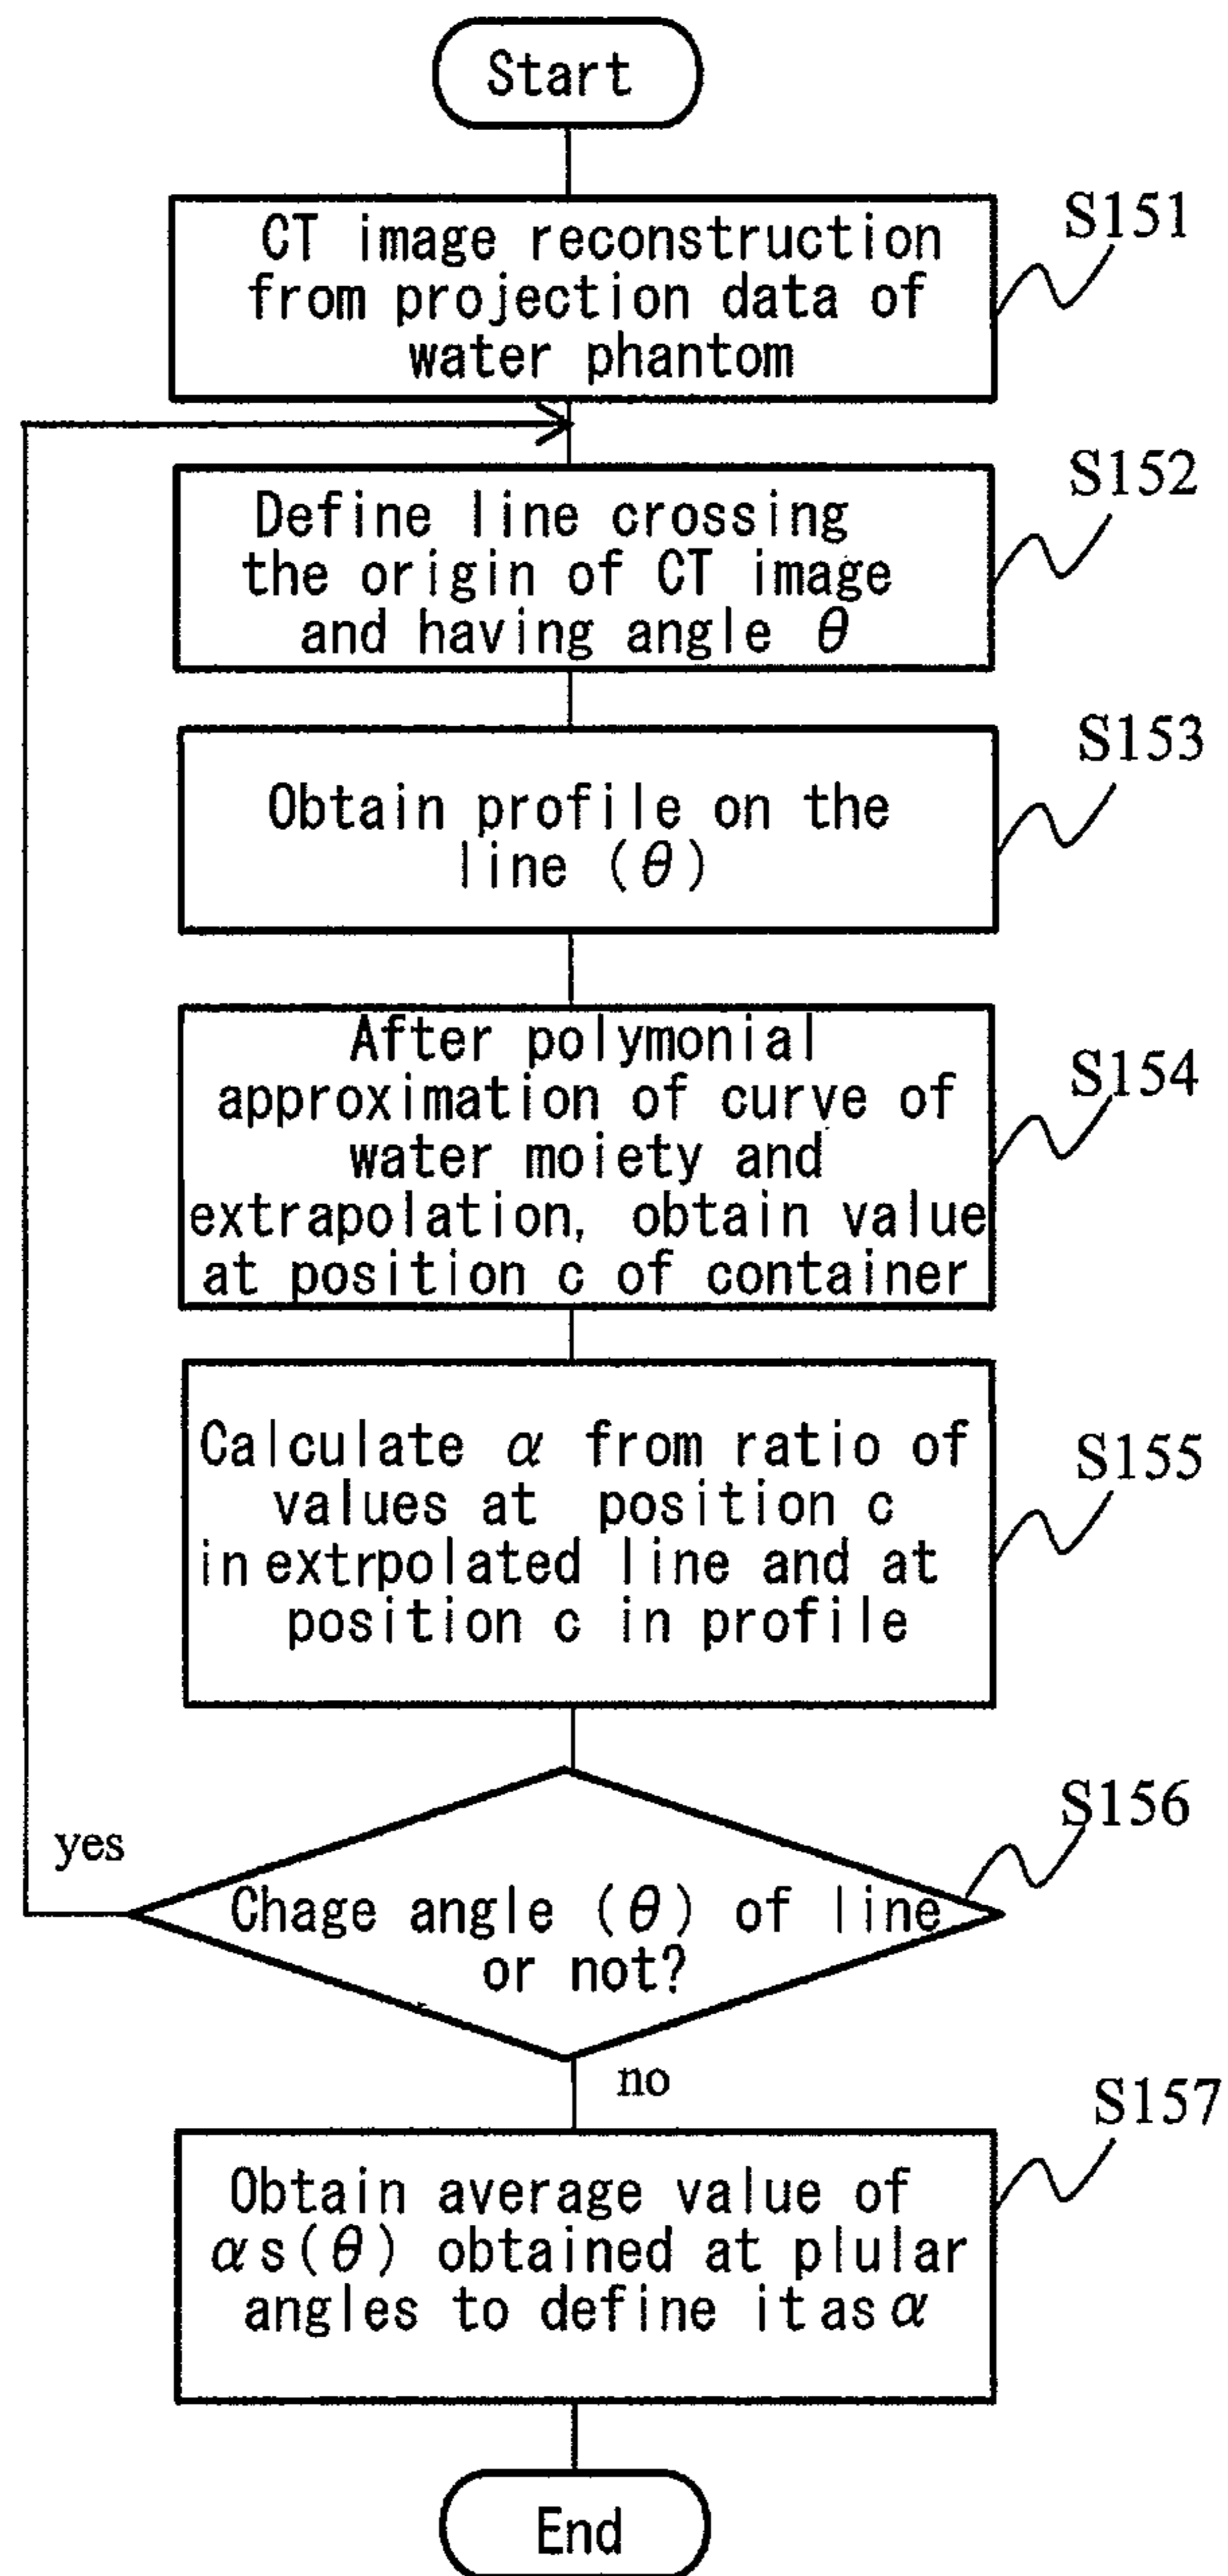 Start
CT image reconstruction
from projection data of
water phantom
S151
Define line crossing
the origin of CT image
and having angle θ
S152
Obtain profile on the
line (θ)
S153
After polymonial
approximation of curve of
water moiety and
extrapolation, obtain value
at position c of container
S154
Calculate α from ratio of
values at position c
in extrpolated line and at
position c in profile
S155
Chage angle (θ) of line
or not?
S156
yes
no
Obtain average value of
αs(θ) obtained at plular
angles to define it as α
S157
End